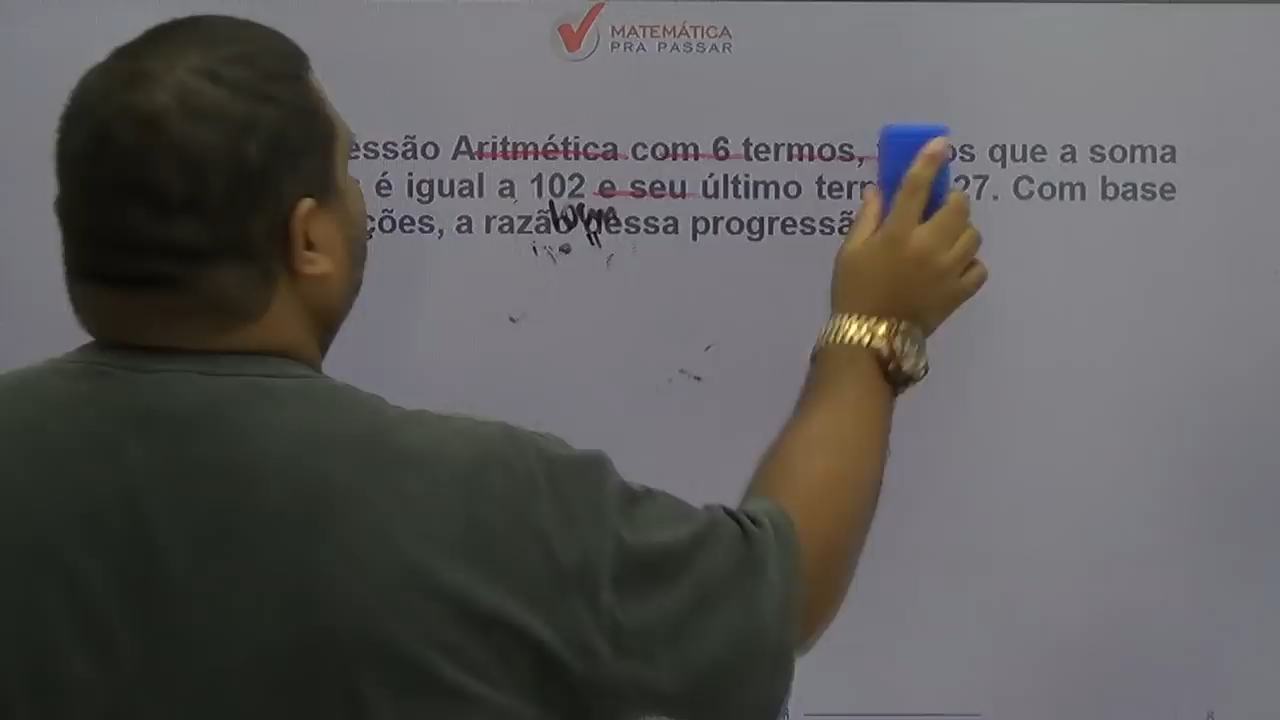 MATEMÁTICA
PRA PASSAR
essão Aritmética com 6 termos, os que a soma
é igual a 102 e seu último ter 27. Com base
ções, a razão dessa progressã